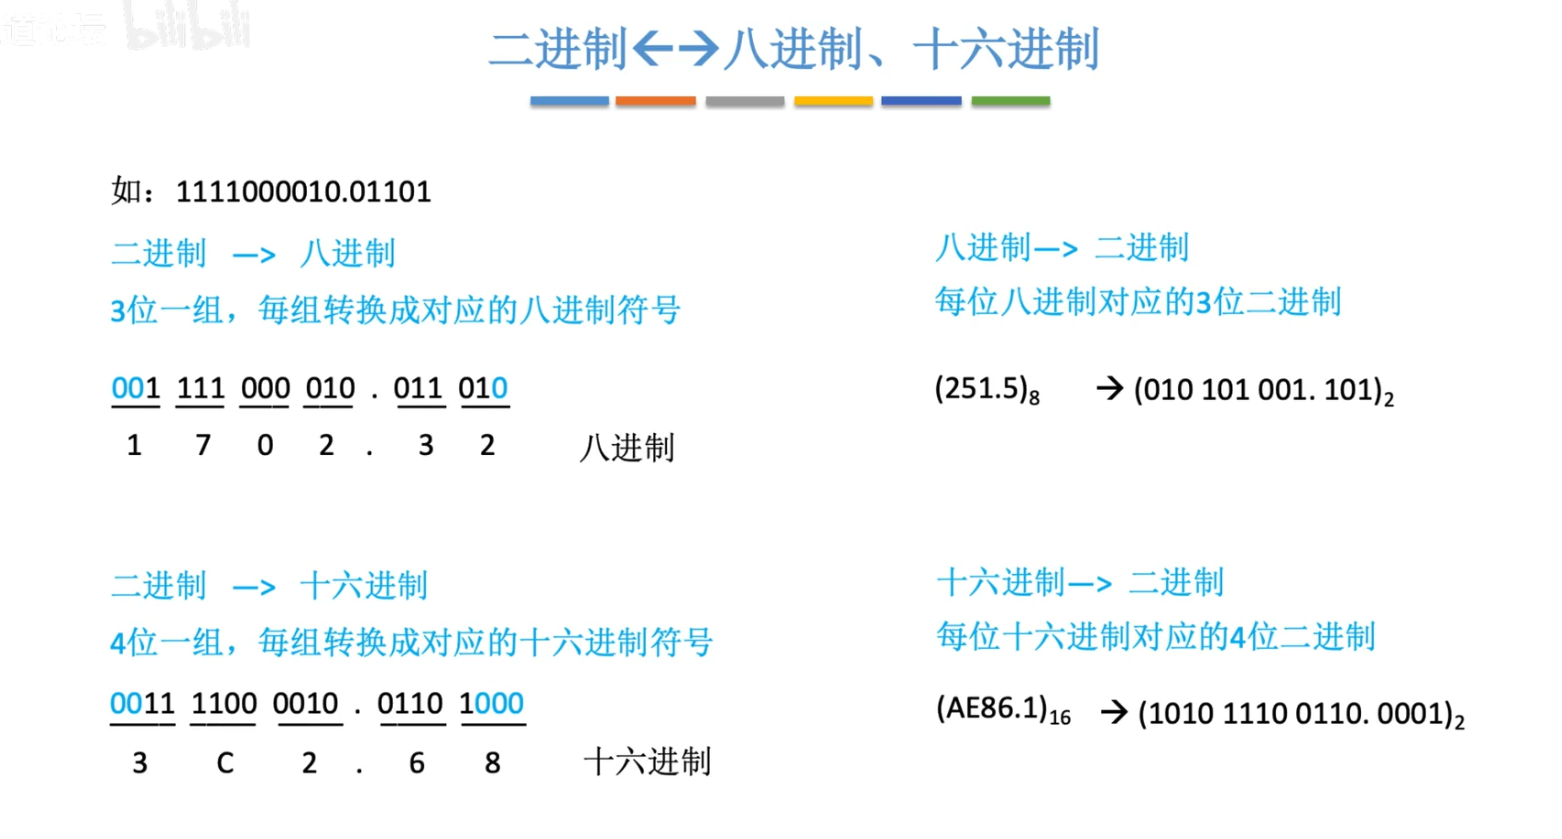 bilibili
二进制←→八进制、十六进制
如：1111000010.01101
二进制 —> 八进制
3位一组，每组转换成对应的八进制符号
001 111 000 010 . 011 010
1 7 0 2 . 3 2 八进制
八进制—> 二进制
每位八进制对应的3位二进制
(251.5)₈ → (010 101 001. 101)₂
二进制 —> 十六进制
4位一组，每组转换成对应的十六进制符号
0011 1100 0010 . 0110 1000
3 C 2 . 6 8 十六进制
十六进制—> 二进制
每位十六进制对应的4位二进制
(AE86.1)₁₆ → (1010 1110 0110. 0001)₂